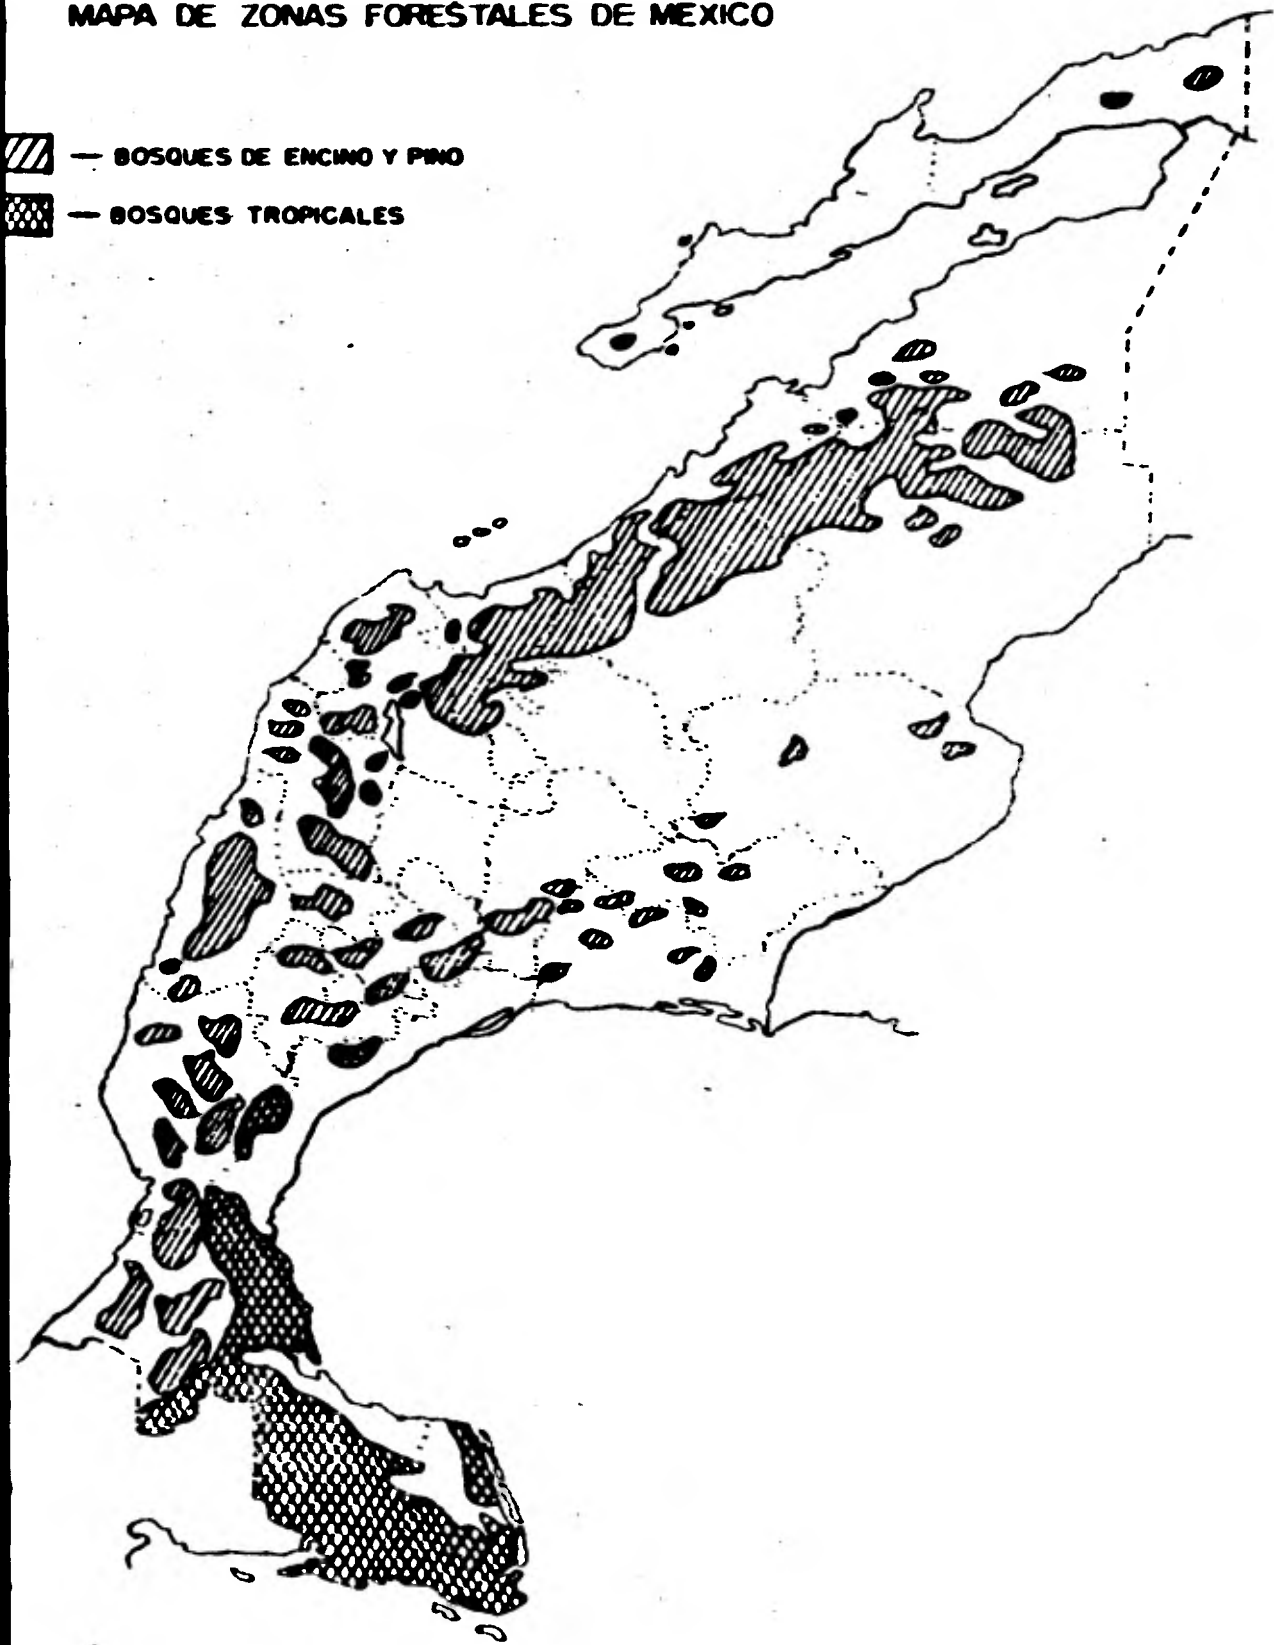 MAPA DE ZONAS FORESTALES DE MEXICO
— BOSQUES DE ENCINO Y PINO
— BOSQUES TROPICALES